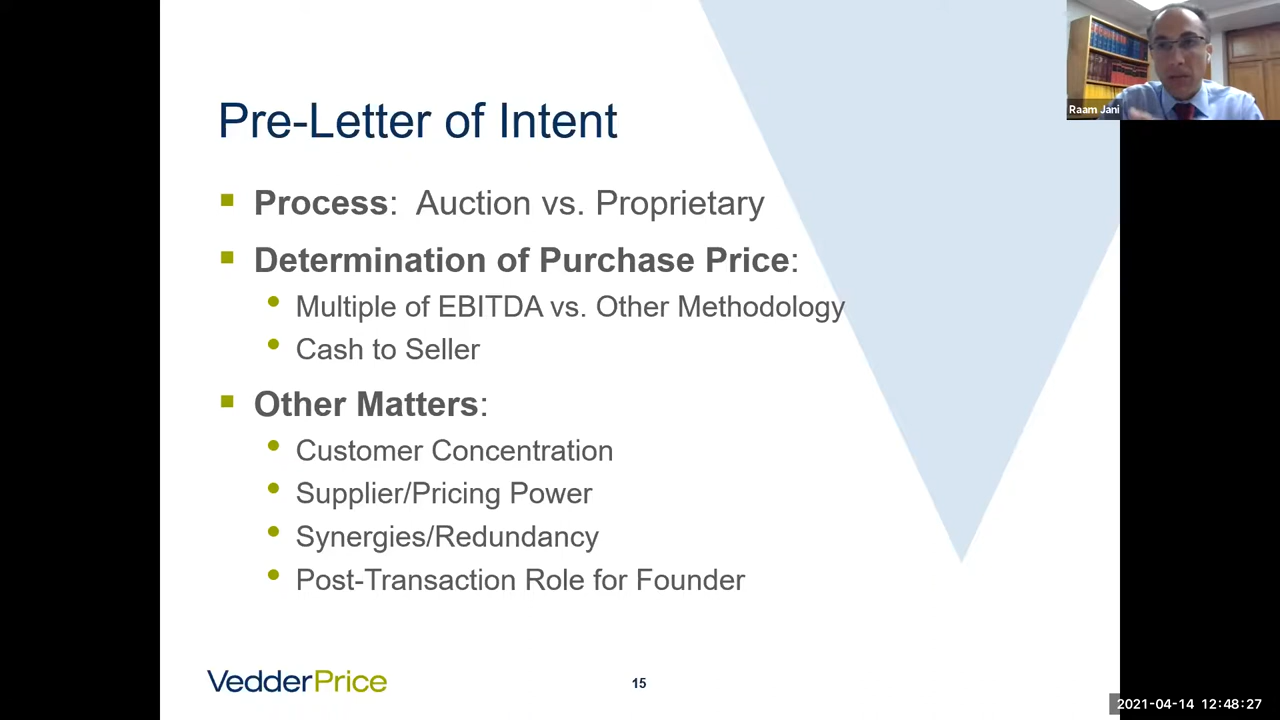 Pre-Letter of Intent
Process: Auction vs. Proprietary
Determination of Purchase Price:
Multiple of EBITDA vs. Other Methodology
Cash to Seller
Other Matters:
Customer Concentration
Supplier/Pricing Power
Synergies/Redundancy
Post-Transaction Role for Founder
VedderPrice
15
Raam Jani
2021-04-14 12:48:27